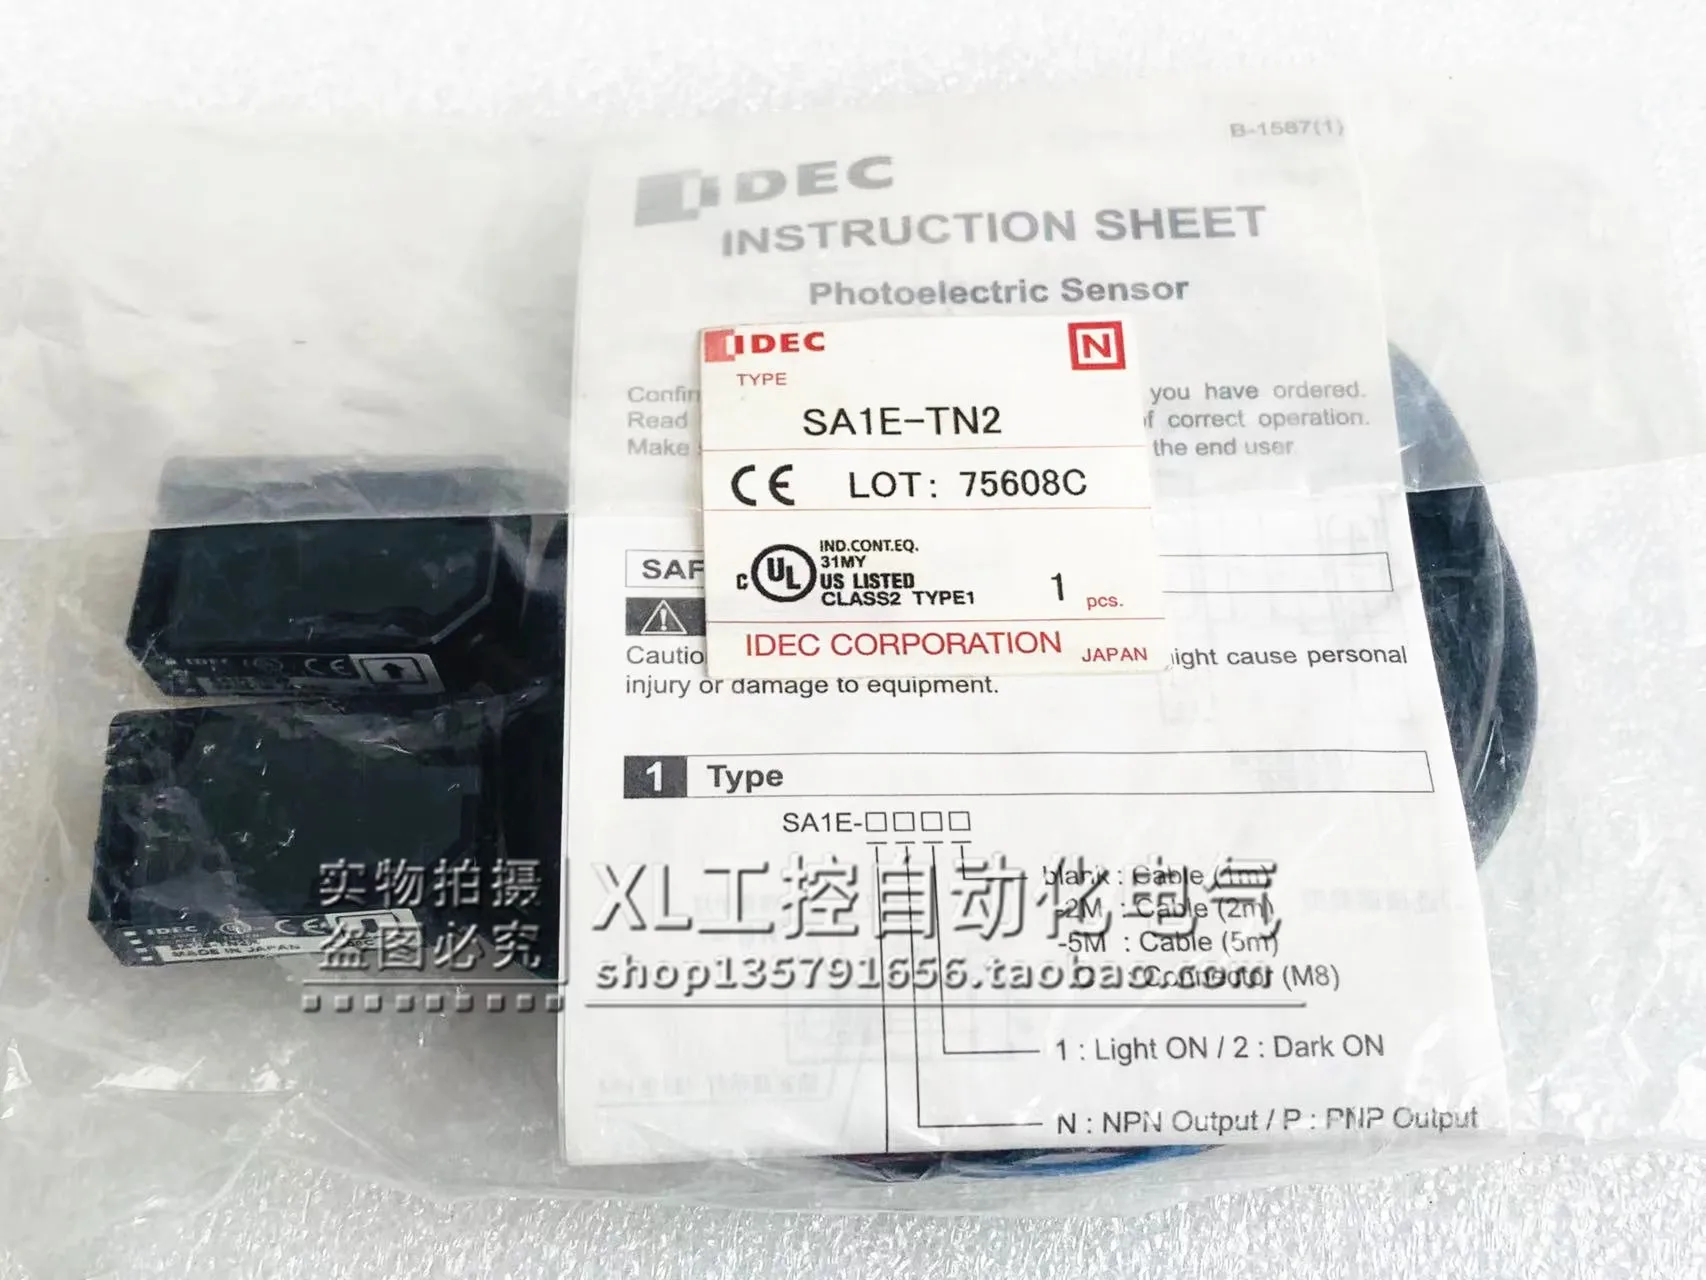 B-1587(1)
IDEC
INSTRUCTION SHEET
Photoelectric Sensor
you have ordered.
Read
of correct operation.
Make
the end user
IDEC
N
TYPE
SA1E-TN2
CE LOT: 75608C
C UL IND.CONT.EQ.
31MY
US LISTED
CLASS2 TYPE1
1 pcs.
IDEC CORPORATION JAPAN
SAF
Cautio
ight cause personal
injury or damage to equipment.
1 Type
SA1E-□□□□
blank : Cable (1m)
-2M : Cable (2m)
-5M : Cable (5m)
C : Connector (M8)
1 : Light ON / 2 : Dark ON
N : NPN Output / P : PNP Output
CE
IDEC CE
MADE IN JAPAN
实物拍摄
盗图必究
XL工控自动化电气
shop135791656.taobao.com